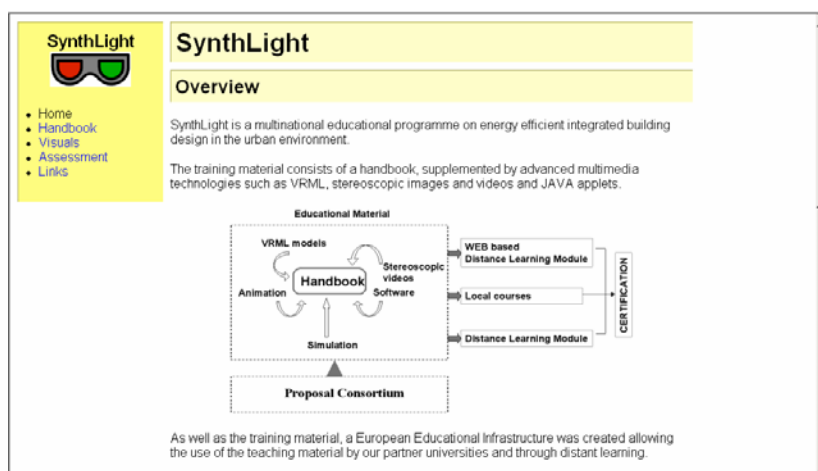 SynthLight
Home
Handbook
Visuals
Assessment
Links
SynthLight
Overview
SynthLight is a multinational educational programme on energy efficient integrated building
design in the urban environment.
The training material consists of a handbook, supplemented by advanced multimedia
technologies such as VRML, stereoscopic images and videos and JAVA applets.
Educational Material
VRML models
Stereoscopic
videos
Handbook
Animation
Software
Simulation
Proposal Consortium
WEB based
Distance Learning Module
Local courses
Distance Learning Module
CERTIFICATION
As well as the training material, a European Educational Infrastructure was created allowing
the use of the teaching material by our partner universities and through distant learning.